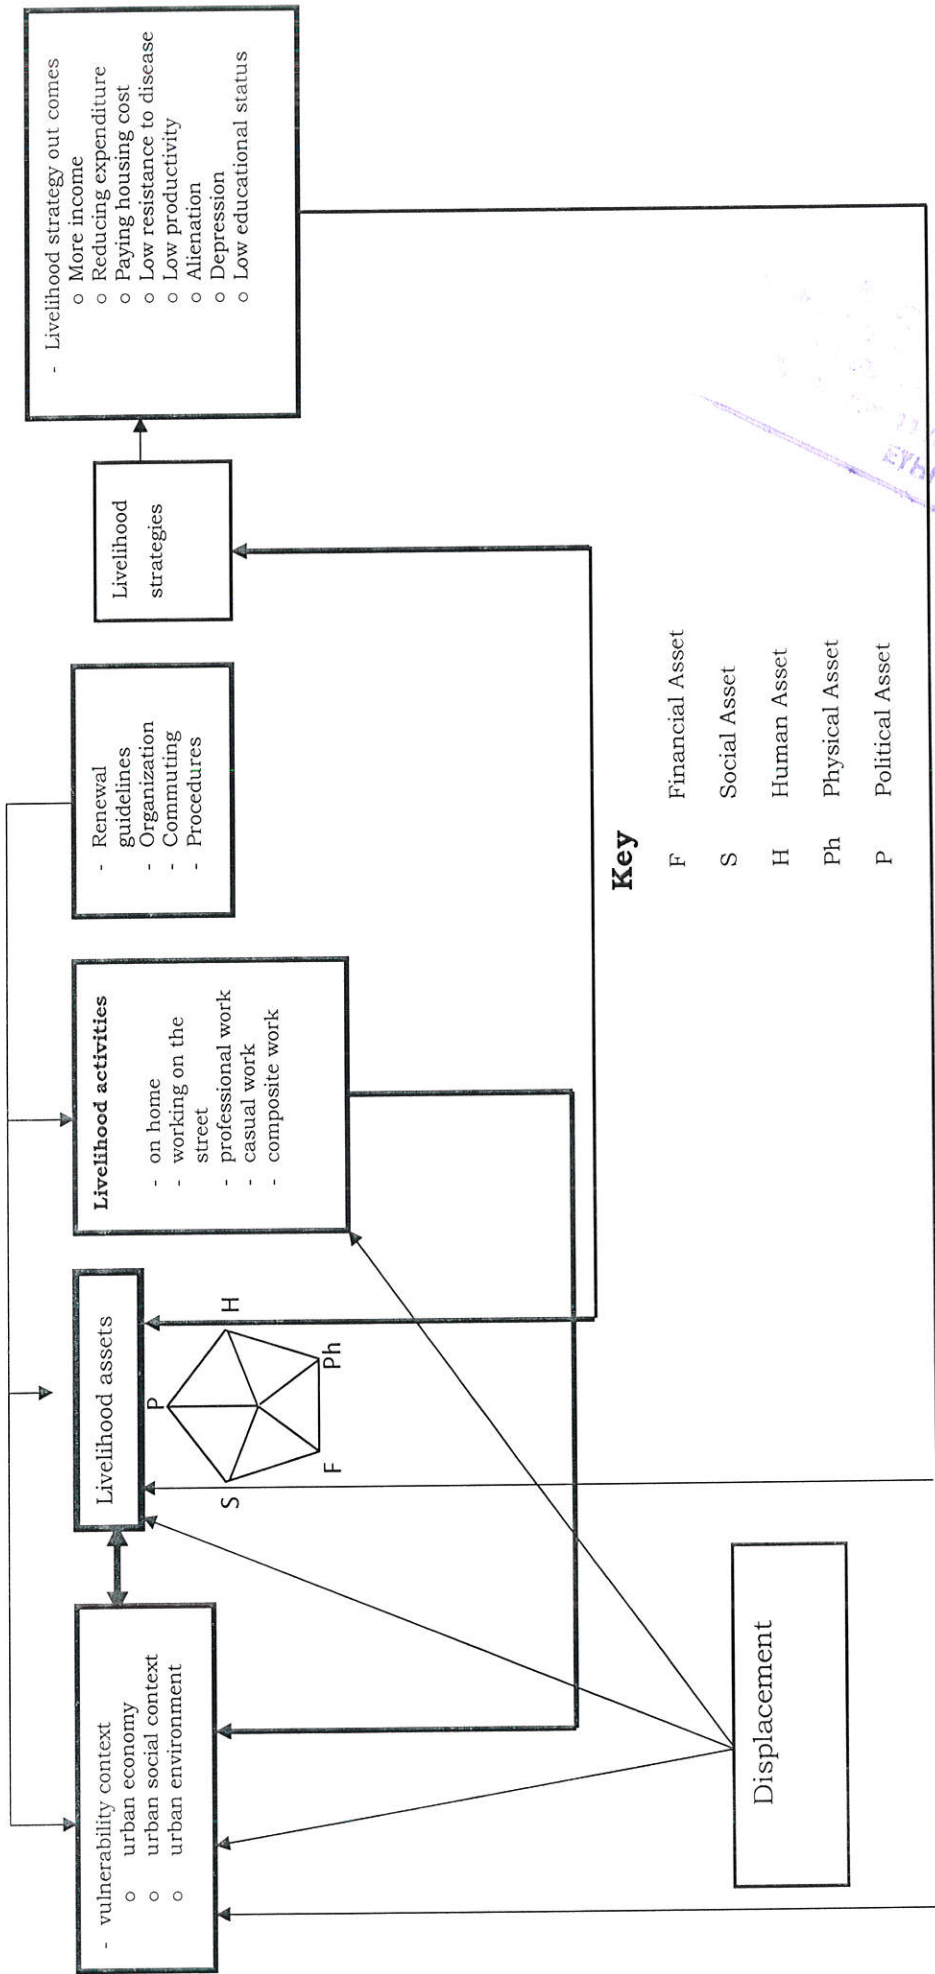 - vulnerability context
○ urban economy
○ urban social context
○ urban environment
Livelihood assets
P
S
H
F
Ph
Livelihood activities
- on home
- working on the
street
- professional work
- casual work
- composite work
- Renewal
guidelines
- Organization
- Commuting
- Procedures
Livelihood
strategies
- Livelihood strategy out comes
○ More income
○ Reducing expenditure
○ Paying housing cost
○ Low resistance to disease
○ Low productivity
○ Alienation
○ Depression
○ Low educational status
Displacement
Key
F Financial Asset
S Social Asset
H Human Asset
Ph Physical Asset
P Political Asset